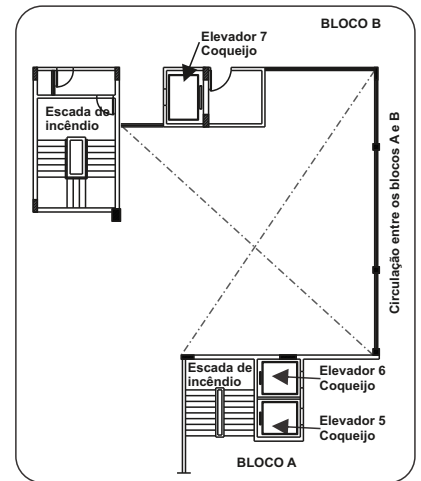 BLOCO B
Elevador 7
Coqueijo
Escada de
incêndio
Circulação entre os blocos A e B
Escada de
incêndio
Elevador 6
Coqueijo
Elevador 5
Coqueijo
BLOCO A